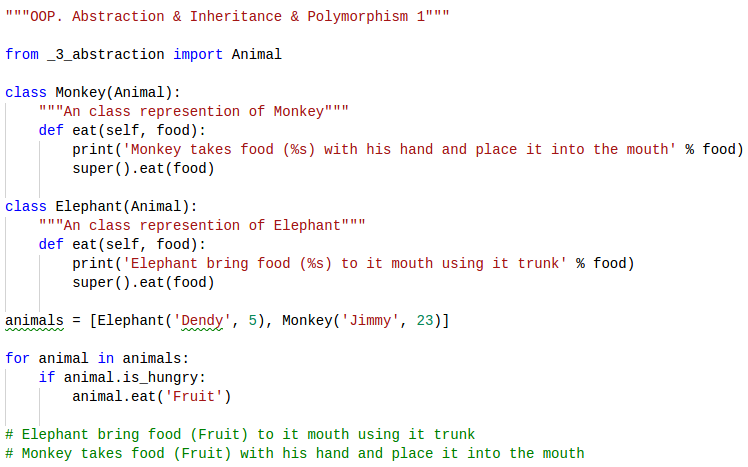 """OOP. Abstraction & Inheritance & Polymorphism 1"""
from _3_abstraction import Animal
class Monkey(Animal):
"""An class represention of Monkey"""
def eat(self, food):
print('Monkey takes food (%s) with his hand and place it into the mouth' % food)
super().eat(food)
class Elephant(Animal):
"""An class represention of Elephant"""
def eat(self, food):
print('Elephant bring food (%s) to it mouth using it trunk' % food)
super().eat(food)
animals = [Elephant('Dendy', 5), Monkey('Jimmy', 23)]
for animal in animals:
if animal.is_hungry:
animal.eat('Fruit')
# Elephant bring food (Fruit) to it mouth using it trunk
# Monkey takes food (Fruit) with his hand and place it into the mouth